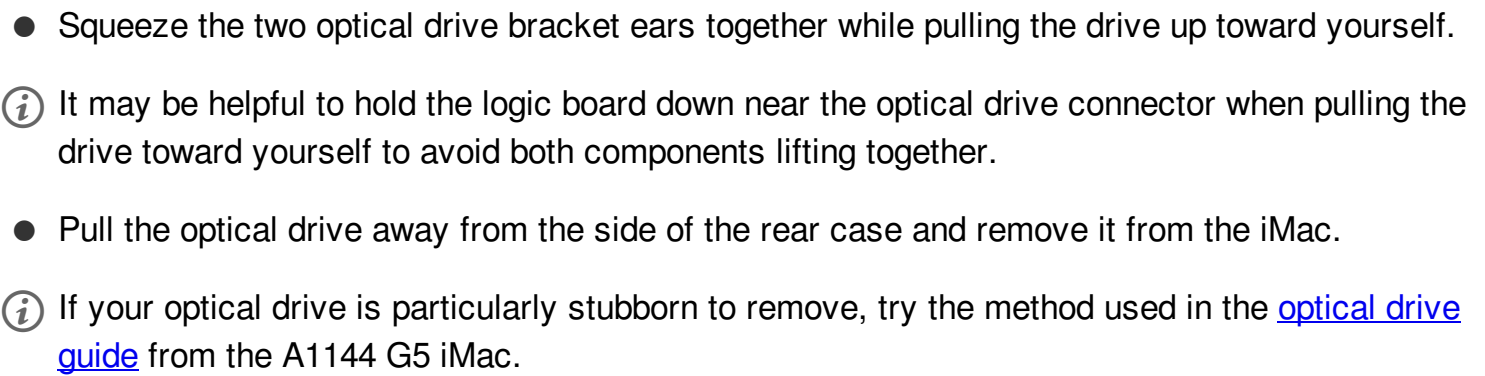 ● Squeeze the two optical drive bracket ears together while pulling the drive up toward yourself.
It may be helpful to hold the logic board down near the optical drive connector when pulling the
drive toward yourself to avoid both components lifting together.
● Pull the optical drive away from the side of the rear case and remove it from the iMac.
If your optical drive is particularly stubborn to remove, try the method used in the optical drive
guide from the A1144 G5 iMac.